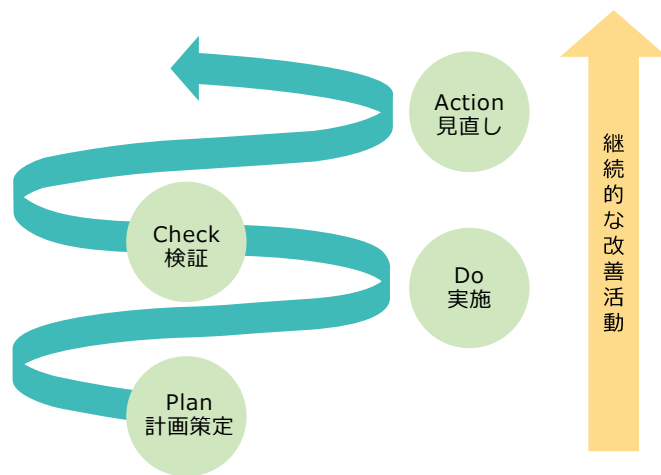 Action
見直し
Check
検証
Do
実施
Plan
計画策定
継続的な改善活動